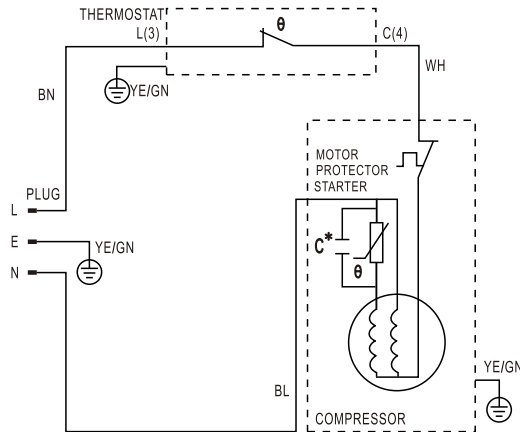 THERMOSTAT
L(3)
θ
C(4)
WH
YE/GN
BN
MOTOR
PROTECTOR
STARTER
PLUG
L
E
YE/GN
N
C*
θ
BL
YE/GN
COMPRESSOR